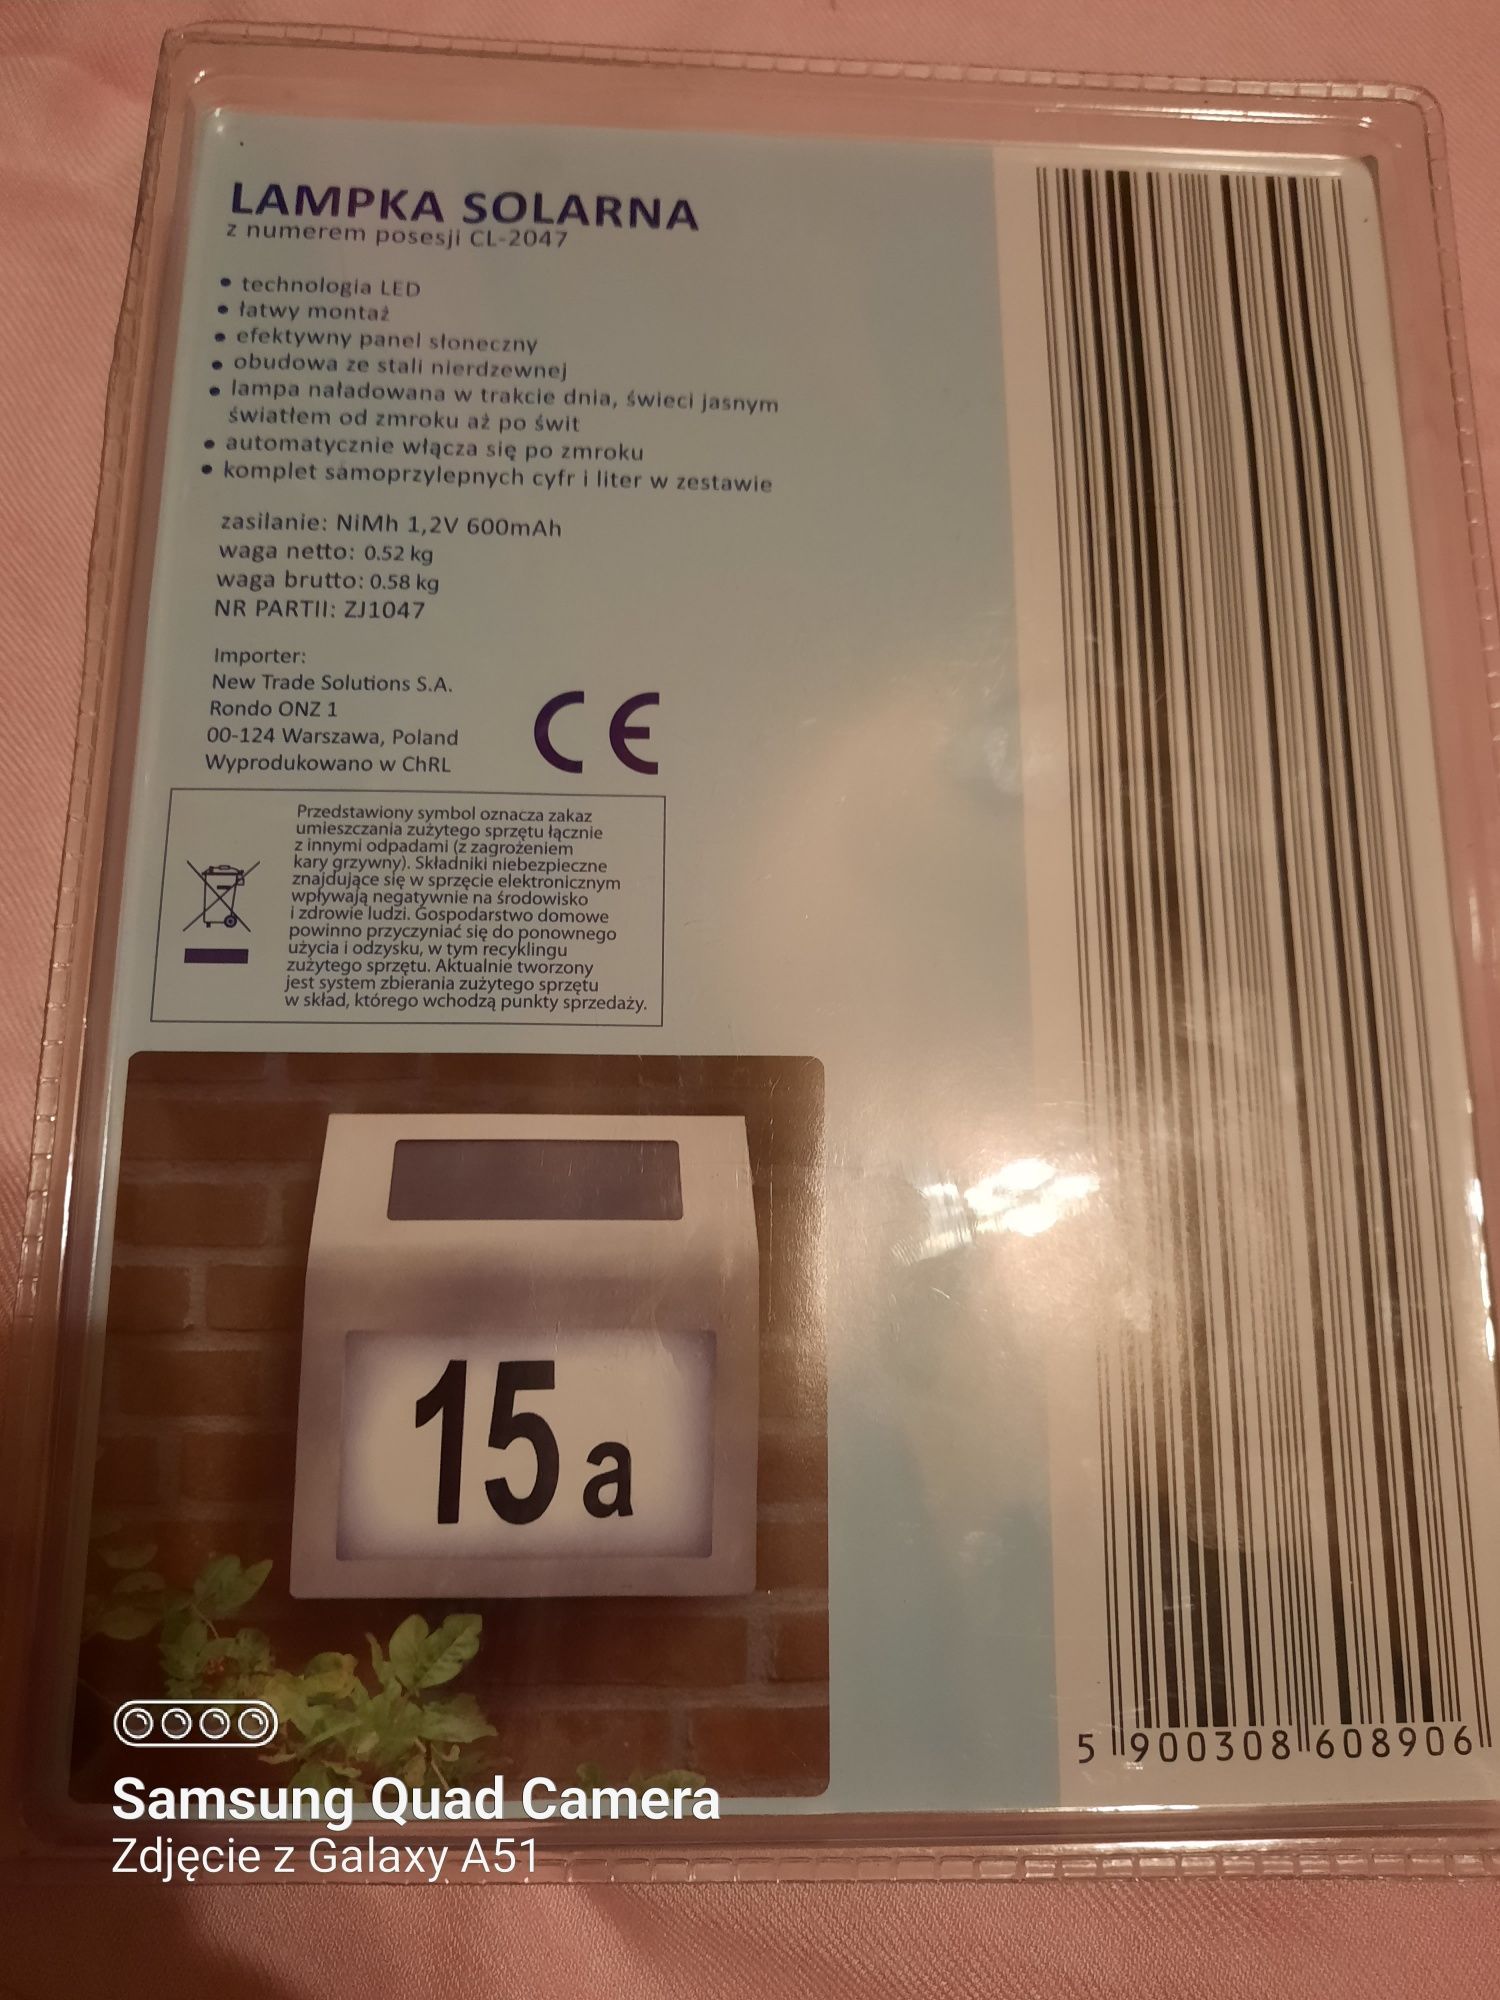 LAMPKA SOLARNA
z numerem posesji CL-2047
• technologia LED
• łatwy montaż
• efektywny panel słoneczny
• obudowa ze stali nierdzewnej
• lampa naładowana w trakcie dnia, świeci jasnym
światłem od zmroku aż po świt
• automatycznie włącza się po zmroku
• komplet samoprzylepnych cyfr i liter w zestawie
zasilanie: NiMh 1,2V 600mAh
waga netto: 0.52 kg
waga brutto: 0.58 kg
NR PARTII: ZJ1047
Importer:
New Trade Solutions S.A.
Rondo ONZ 1
00-124 Warszawa, Poland
Wyprodukowano w ChRL
CE
Przedstawiony symbol oznacza zakaz
umieszczania zużytego sprzętu łącznie
z innymi odpadami (z zagrożeniem
kary grzywny). Składniki niebezpieczne
znajdujące się w sprzęcie elektronicznym
wpływają negatywnie na środowisko
i zdrowie ludzi. Gospodarstwo domowe
powinno przyczyniać się do ponownego
użycia i odzysku, w tym recyklingu
zużytego sprzętu. Aktualnie tworzony
jest system zbierania zużytego sprzętu
w skład, którego wchodzą punkty sprzedaży.
15 a
5 900308 608906
Samsung Quad Camera
Zdjęcie z Galaxy A51